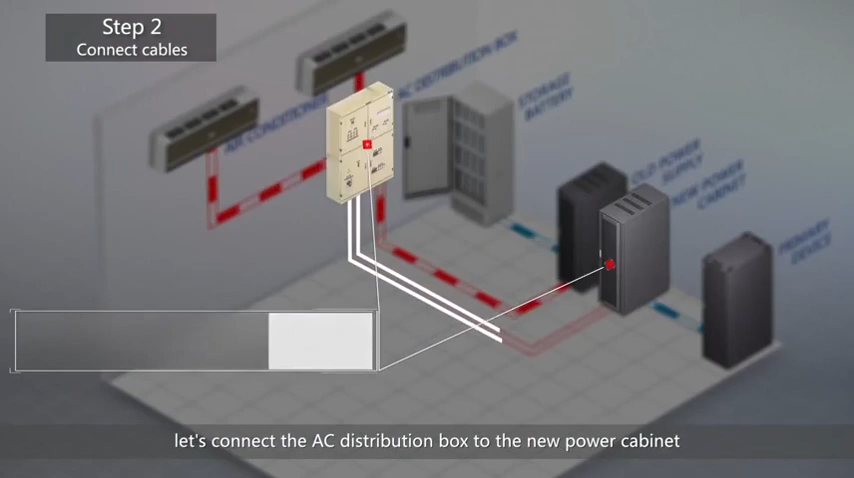 Step 2
Connect cables
AC DISTRIBUTION BOX
STORAGE
BATTERY
AIR CONDITIONER
OLD POWER
SUPPLY
NEW POWER
CABINET
PRIMARY
DEVICE
let's connect the AC distribution box to the new power cabinet